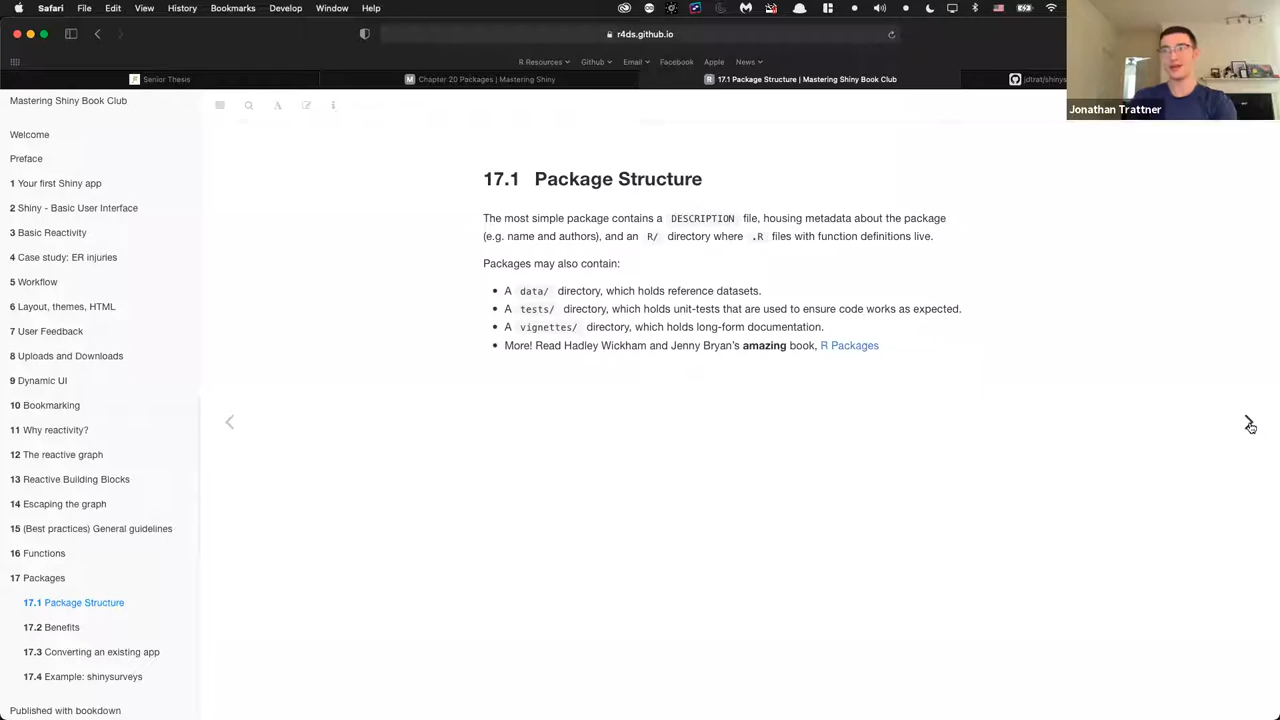 Safari File Edit View History Bookmarks Develop Window Help
r4ds.github.io
R Resources Github Email Facebook Apple News
Senior Thesis
Chapter 20 Packages | Mastering Shiny
17.1 Package Structure | Mastering Shiny Book Club
jdtrat/shinys
Jonathan Trattner
Mastering Shiny Book Club
Welcome
Preface
1 Your first Shiny app
2 Shiny - Basic User Interface
3 Basic Reactivity
4 Case study: ER injuries
5 Workflow
6 Layout, themes, HTML
7 User Feedback
8 Uploads and Downloads
9 Dynamic UI
10 Bookmarking
11 Why reactivity?
12 The reactive graph
13 Reactive Building Blocks
14 Escaping the graph
15 (Best practices) General guidelines
16 Functions
17 Packages
17.1 Package Structure
17.2 Benefits
17.3 Converting an existing app
17.4 Example: shinysurveys
Published with bookdown
17.1 Package Structure
The most simple package contains a DESCRIPTION file, housing metadata about the package
(e.g. name and authors), and an R/ directory where .R files with function definitions live.
Packages may also contain:
• A data/ directory, which holds reference datasets.
• A tests/ directory, which holds unit-tests that are used to ensure code works as expected.
• A vignettes/ directory, which holds long-form documentation.
• More! Read Hadley Wickham and Jenny Bryan's amazing book, R Packages